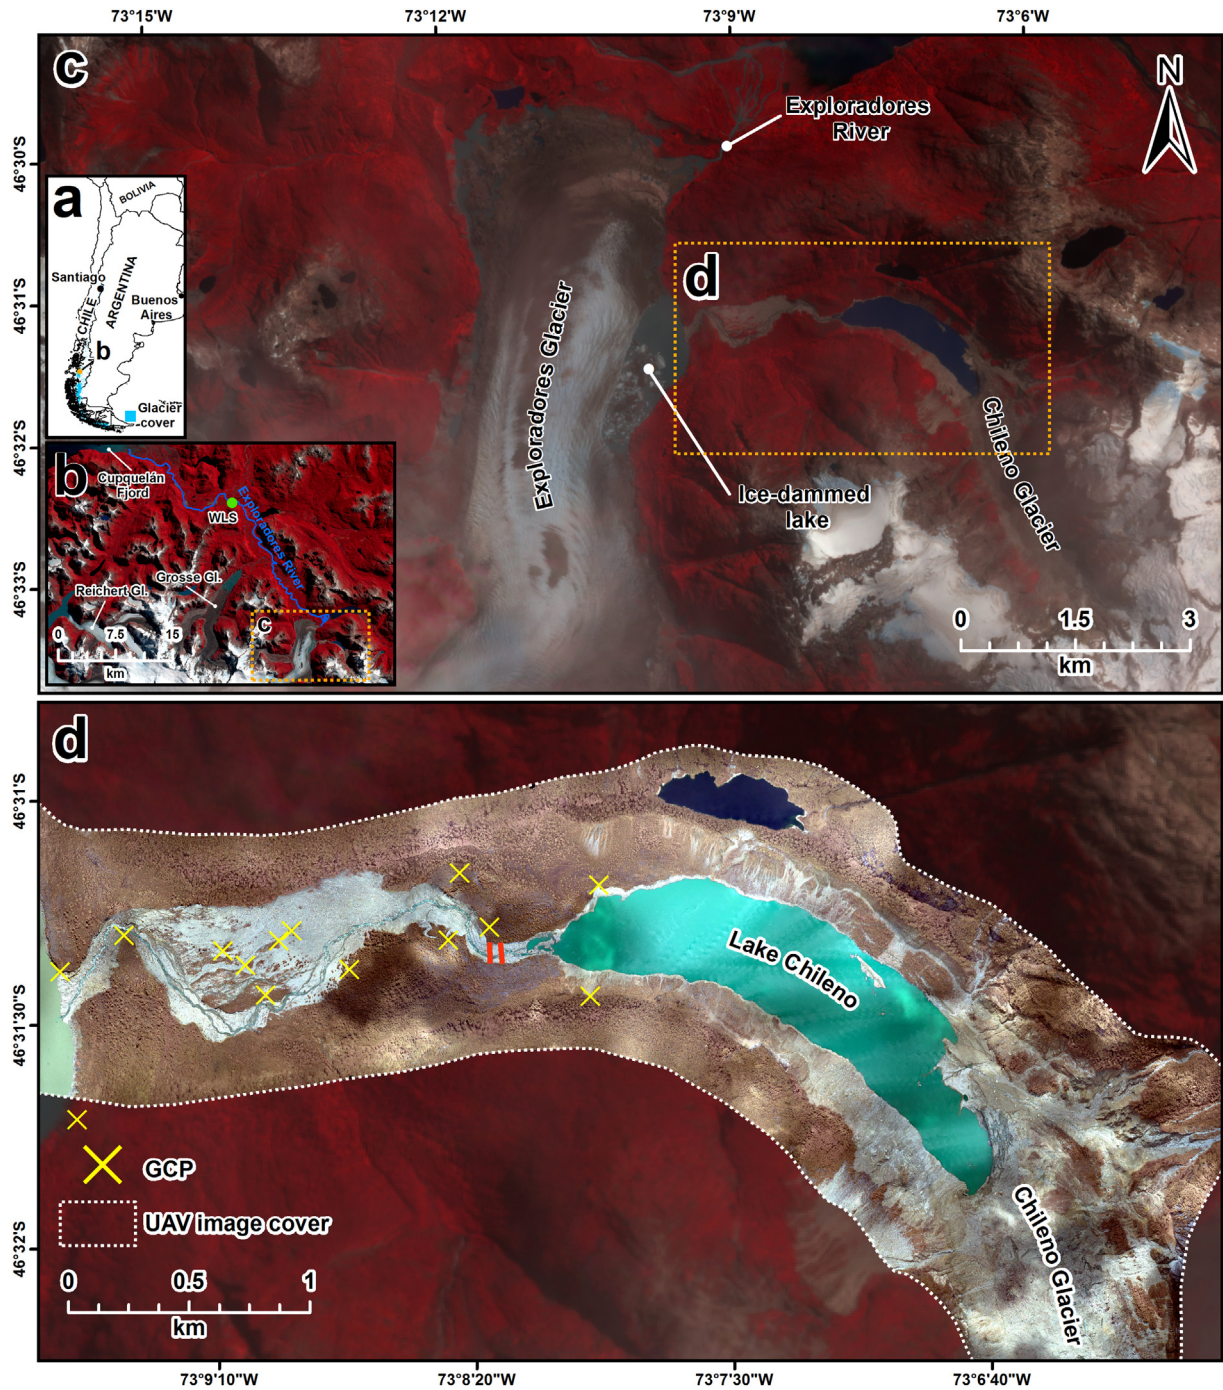 73°15'W
73°12'W
73°9'W
73°6'W
c
N
Exploradores
River
46°30'S
46°31'S
46°32'S
46°33'S
a
BOLIVIA
Santiago
CHILE
ARGENTINA
Buenos
Aires
b
Glacier
cover
d
Exploradores Glacier
Chileno Glacier
Ice-dammed
lake
b
Cupquelán
Fjord
WLS
Exploradores River
Grosse Gl.
Reichert Gl.
c
0 7.5 15
km
0 1.5 3
km
d
46°31'S
46°31'30"S
46°32'S
Lake Chileno
Chileno Glacier
GCP
UAV image cover
0 0.5 1
km
73°9'10"W
73°8'20"W
73°7'30"W
73°6'40"W